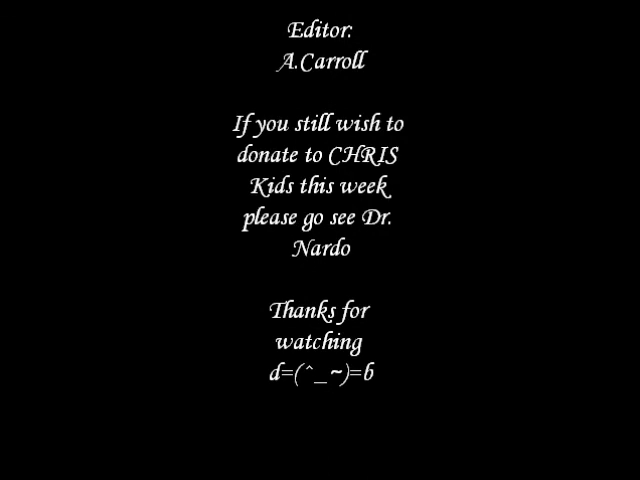 Editor:
A.Carroll
If you still wish to
donate to CHRIS
Kids this week
please go see Dr.
Nardo
Thanks for
watching
d=(^_~)=b